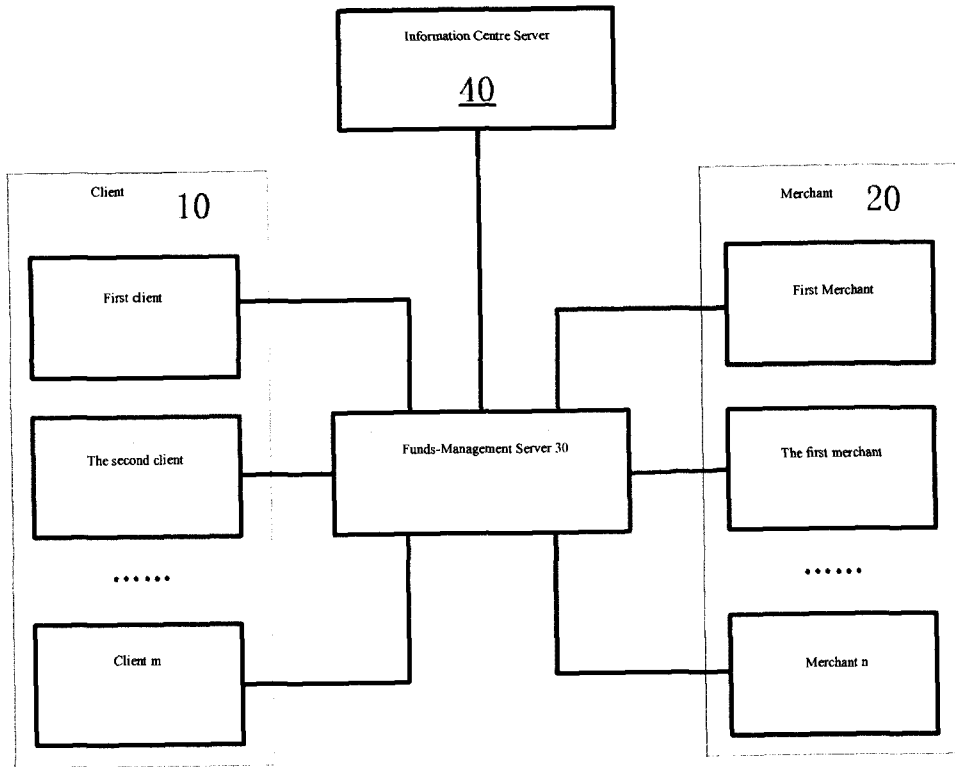 Information Centre Server
40
Client 10
First client
The second client
......
Client m
Funds-Management Server 30
Merchant 20
First Merchant
The first merchant
......
Merchant n